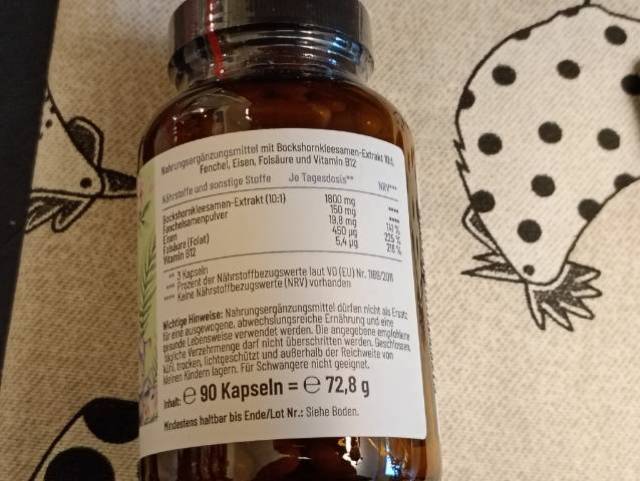 Nahrungsergänzungsmittel mit Bockshornkleesamen-Extrakt 10:1,
Fenchel, Eisen, Folsäure und Vitamin B12
Nährstoffe und sonstige Stoffe Je Tagesdosis** NRV***
Bockshornkleesamen-Extrakt (10:1) 1800 mg ****
Fenchelsamenpulver 150 mg ****
Eisen 19,8 mg 141 %
Folsäure (Folat) 450 µg 225 %
Vitamin B12 5,4 µg 216 %
** 3 Kapseln
*** Prozent der Nährstoffbezugswerte laut VO (EU) Nr. 1169/2011
**** Keine Nährstoffbezugswerte (NRV) vorhanden
Wichtige Hinweise: Nahrungsergänzungsmittel dürfen nicht als Ersatz
für eine ausgewogene, abwechslungsreiche Ernährung und eine
gesunde Lebensweise verwendet werden. Die angegebene empfohlene
tägliche Verzehrmenge darf nicht überschritten werden. Geschlossen,
kühl, trocken, lichtgeschützt und außerhalb der Reichweite von
kleinen Kindern lagern. Für Schwangere nicht geeignet.
Inhalt: ℮ 90 Kapseln = ℮ 72,8 g
Mindestens haltbar bis Ende/Lot Nr.: Siehe Boden.